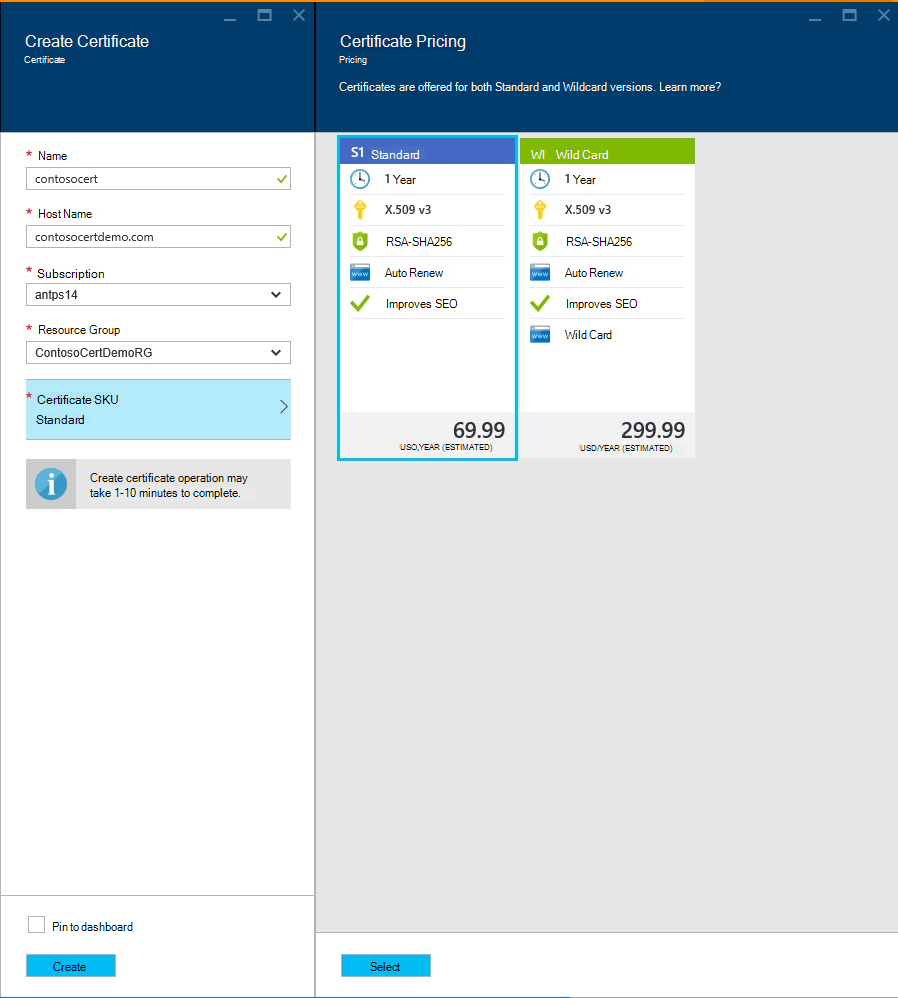 Create Certificate
Certificate
* Name
contosocert
* Host Name
contosocertdemo.com
* Subscription
antps14
* Resource Group
ContosoCertDemoRG
* Certificate SKU
Standard
Create certificate operation may
take 1-10 minutes to complete.
Pin to dashboard
Create
Certificate Pricing
Pricing
Certificates are offered for both Standard and Wildcard versions. Learn more?
S1 Standard
1 Year
X.509 v3
RSA-SHA256
www Auto Renew
Improves SEO
69.99
USO,YEAR (ESTIMATED)
WI Wild Card
1 Year
X.509 v3
RSA-SHA256
www Auto Renew
Improves SEO
www Wild Card
299.99
USD/YEAR (ESTIMATED)
Select